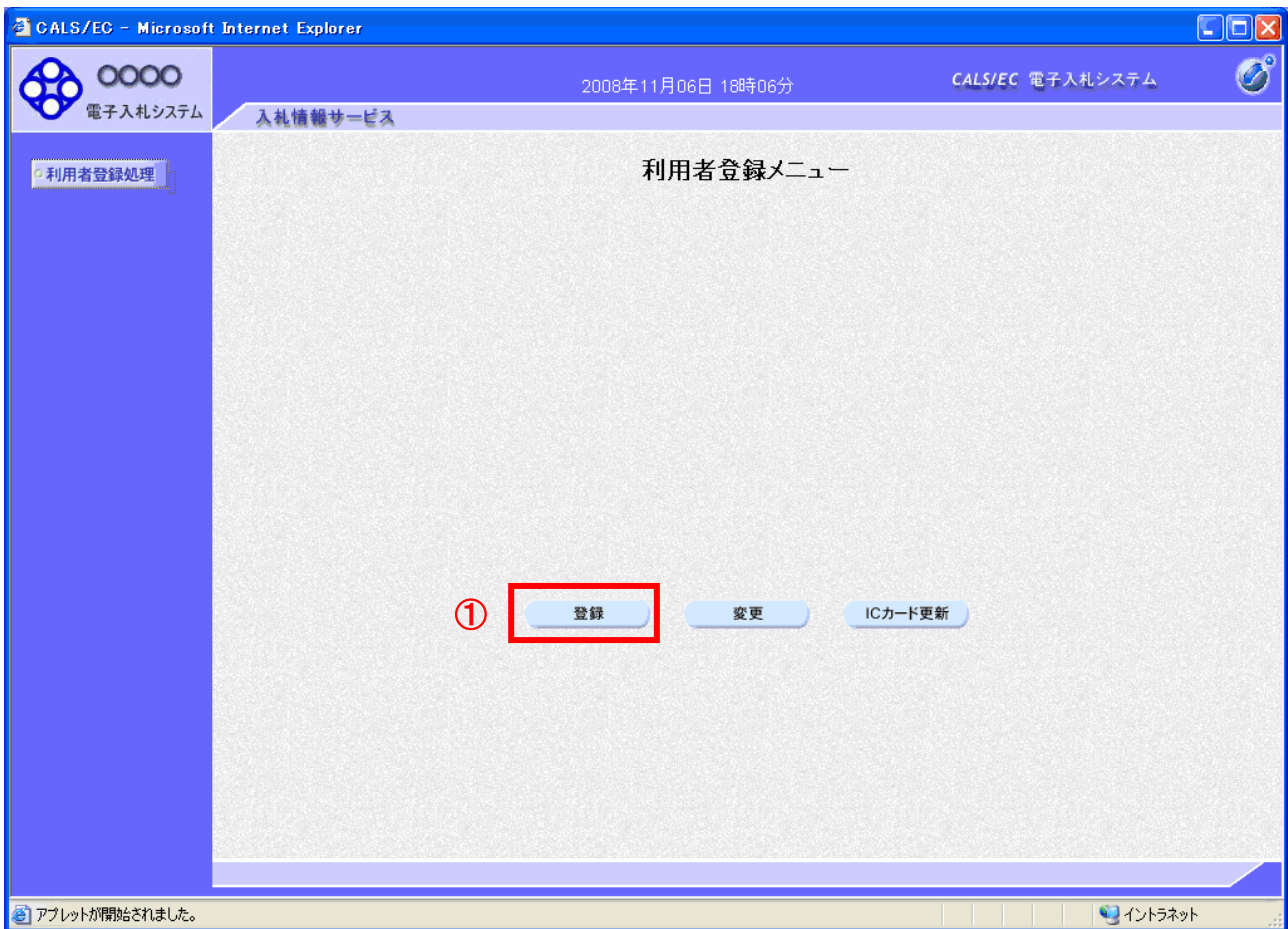 CALS/EC - Microsoft Internet Explorer
〇〇〇〇
電子入札システム
2008年11月06日 18時06分
CALS/EC 電子入札システム
入札情報サービス
利用者登録処理
利用者登録メニュー
①
登録
変更
ICカード更新
アプレットが開始されました。
イントラネット